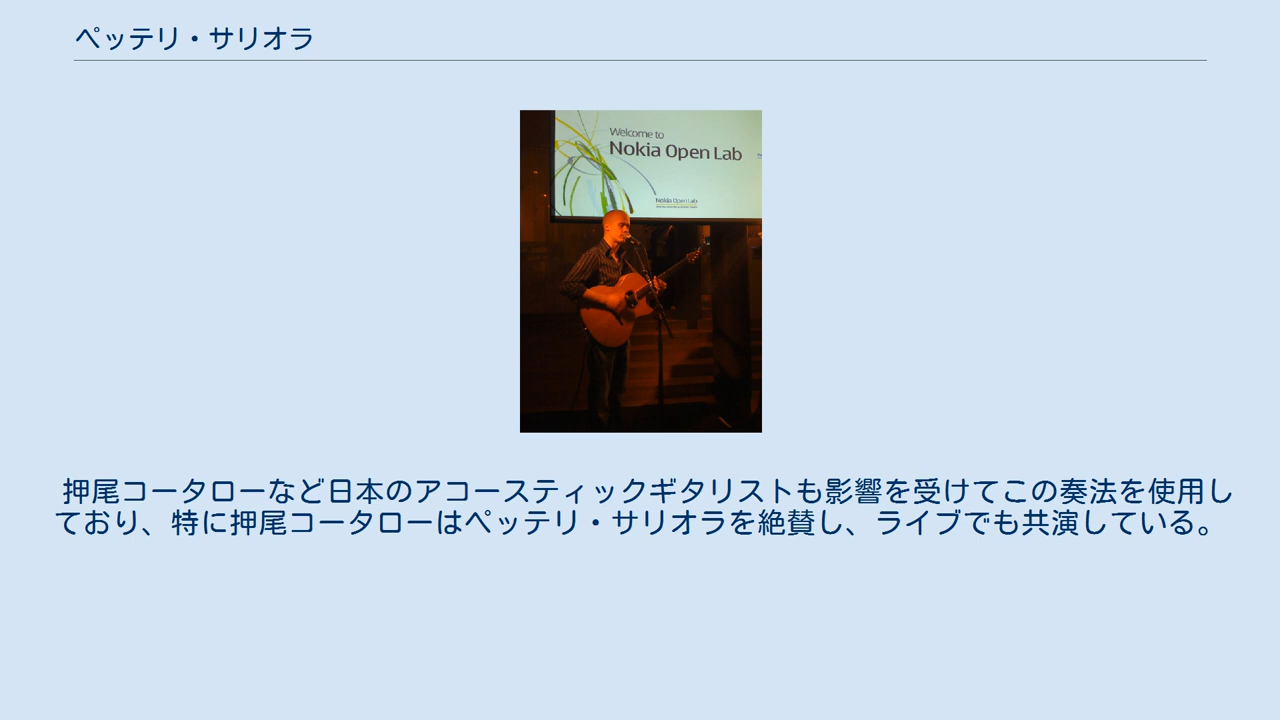 ペッテリ・サリオラ
Welcome to
Nokia Open Lab
Nokia Open Lab
押尾コータローなど日本のアコースティックギタリストも影響を受けてこの奏法を使用し
ており、特に押尾コータローはペッテリ・サリオラを絶賛し、ライブでも共演している。